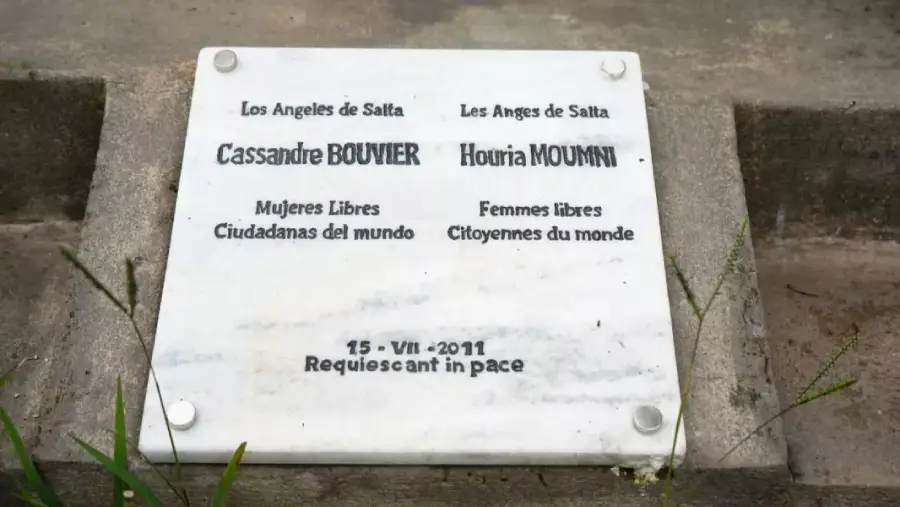 Los Angeles de Salta
Les Anges de Salta
Cassandre BOUVIER
Houria MOUMNI
Mujeres Libres
Ciudadanas del mundo
Femmes libres
Citoyennes du monde
15 - VII - 2011
Requiescant in pace